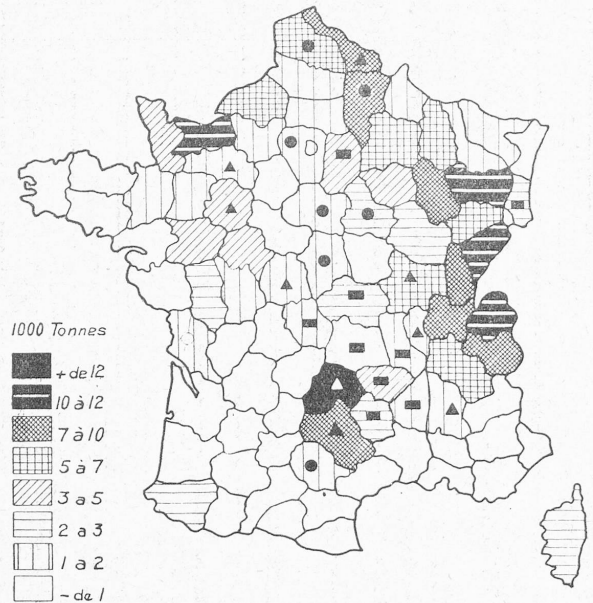 1000 Tonnes
+ de 12
10 à 12
7 à 10
5 à 7
3 a 5
2 a 3
1 a 2
- de 1